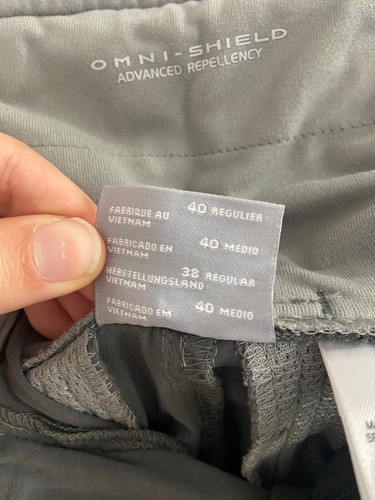 OMNI-SHIELD
ADVANCED REPELLENCY
40 REGULIER
FABRIQUE AU
VIETNAM
40 MEDIO
FABRICADO EN
VIETNAM
38 REGULAR
HERSTELLUNGSLAND
VIETNAM
40 MEDIO
FABRICADO EM
VIETNAM